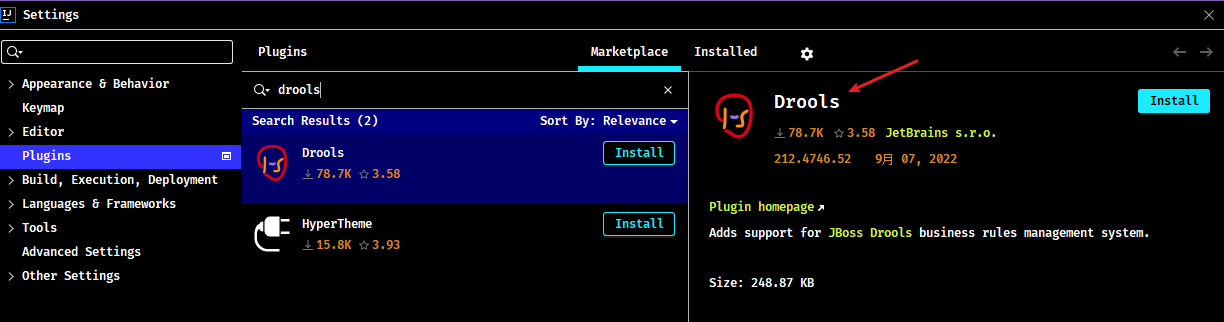 Settings
Plugins
Marketplace
Installed
Appearance & Behavior
Keymap
Editor
Plugins
Build, Execution, Deployment
Languages & Frameworks
Tools
Advanced Settings
Other Settings
drools
Search Results (2)
Sort By: Relevance
Drools
Install
78.7K 3.58
HyperTheme
Install
15.8K 3.93
Drools
Install
78.7K 3.58 JetBrains s.r.o.
212.4746.52 9月 07, 2022
Plugin homepage
Adds support for JBoss Drools business rules management system.
Size: 248.87 KB